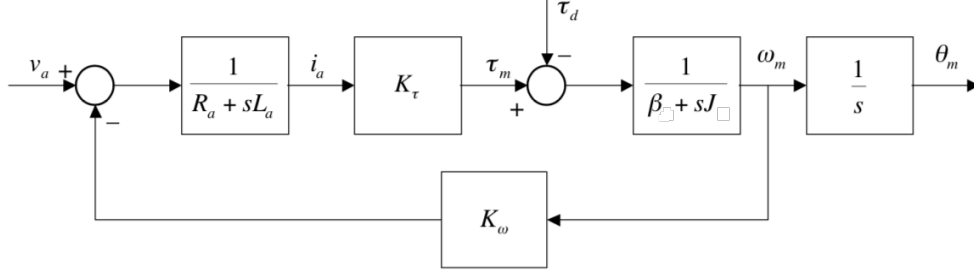 τ_d
v_a + − 1/(R_a + sL_a) i_a K_τ τ_m + − 1/(β + sJ) ω_m 1/s θ_m
K_ω